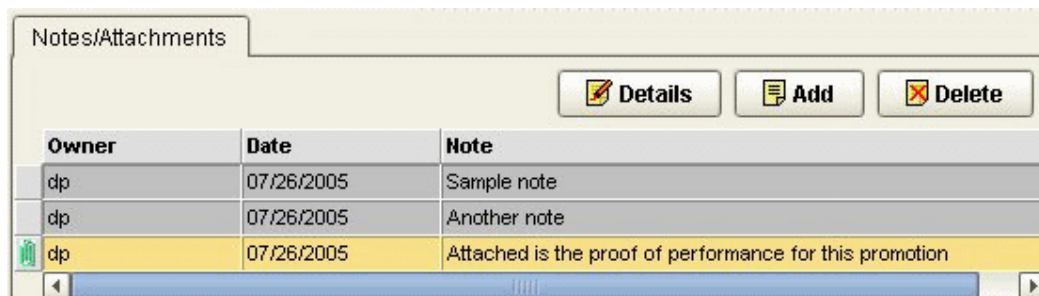 Notes/Attachments
Details Add Delete
Owner Date Note
dp 07/26/2005 Sample note
dp 07/26/2005 Another note
dp 07/26/2005 Attached is the proof of performance for this promotion